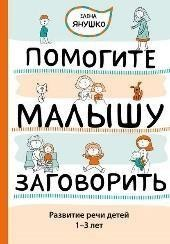 ЕЛЕНА
ЯНУШКО
ПОМОГИТЕ
МАЛЫШУ
ЗАГОВОРИТЬ
Развитие речи детей
1–3 лет